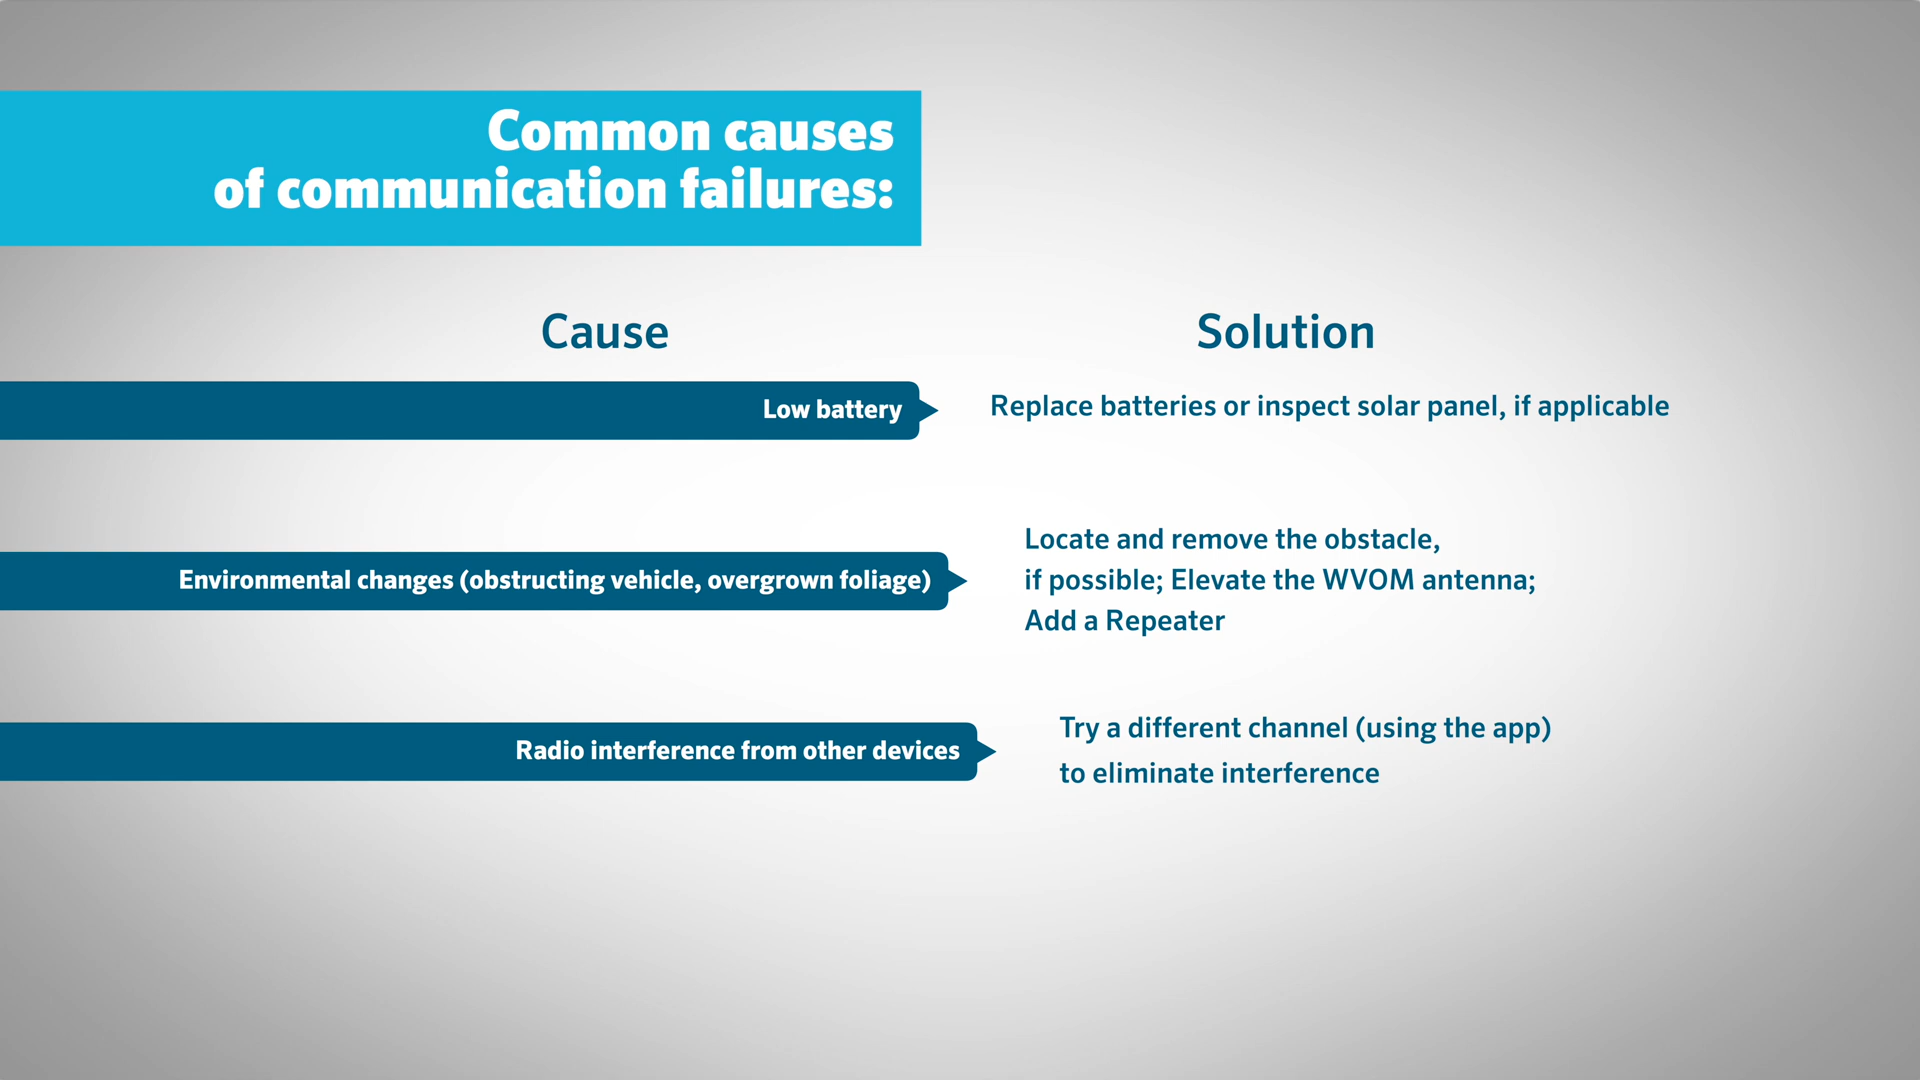 Common causes
of communication failures:
Cause
Solution
Low battery
Replace batteries or inspect solar panel, if applicable
Environmental changes (obstructing vehicle, overgrown foliage)
Locate and remove the obstacle,
if possible; Elevate the WVOM antenna;
Add a Repeater
Radio interference from other devices
Try a different channel (using the app)
to eliminate interference